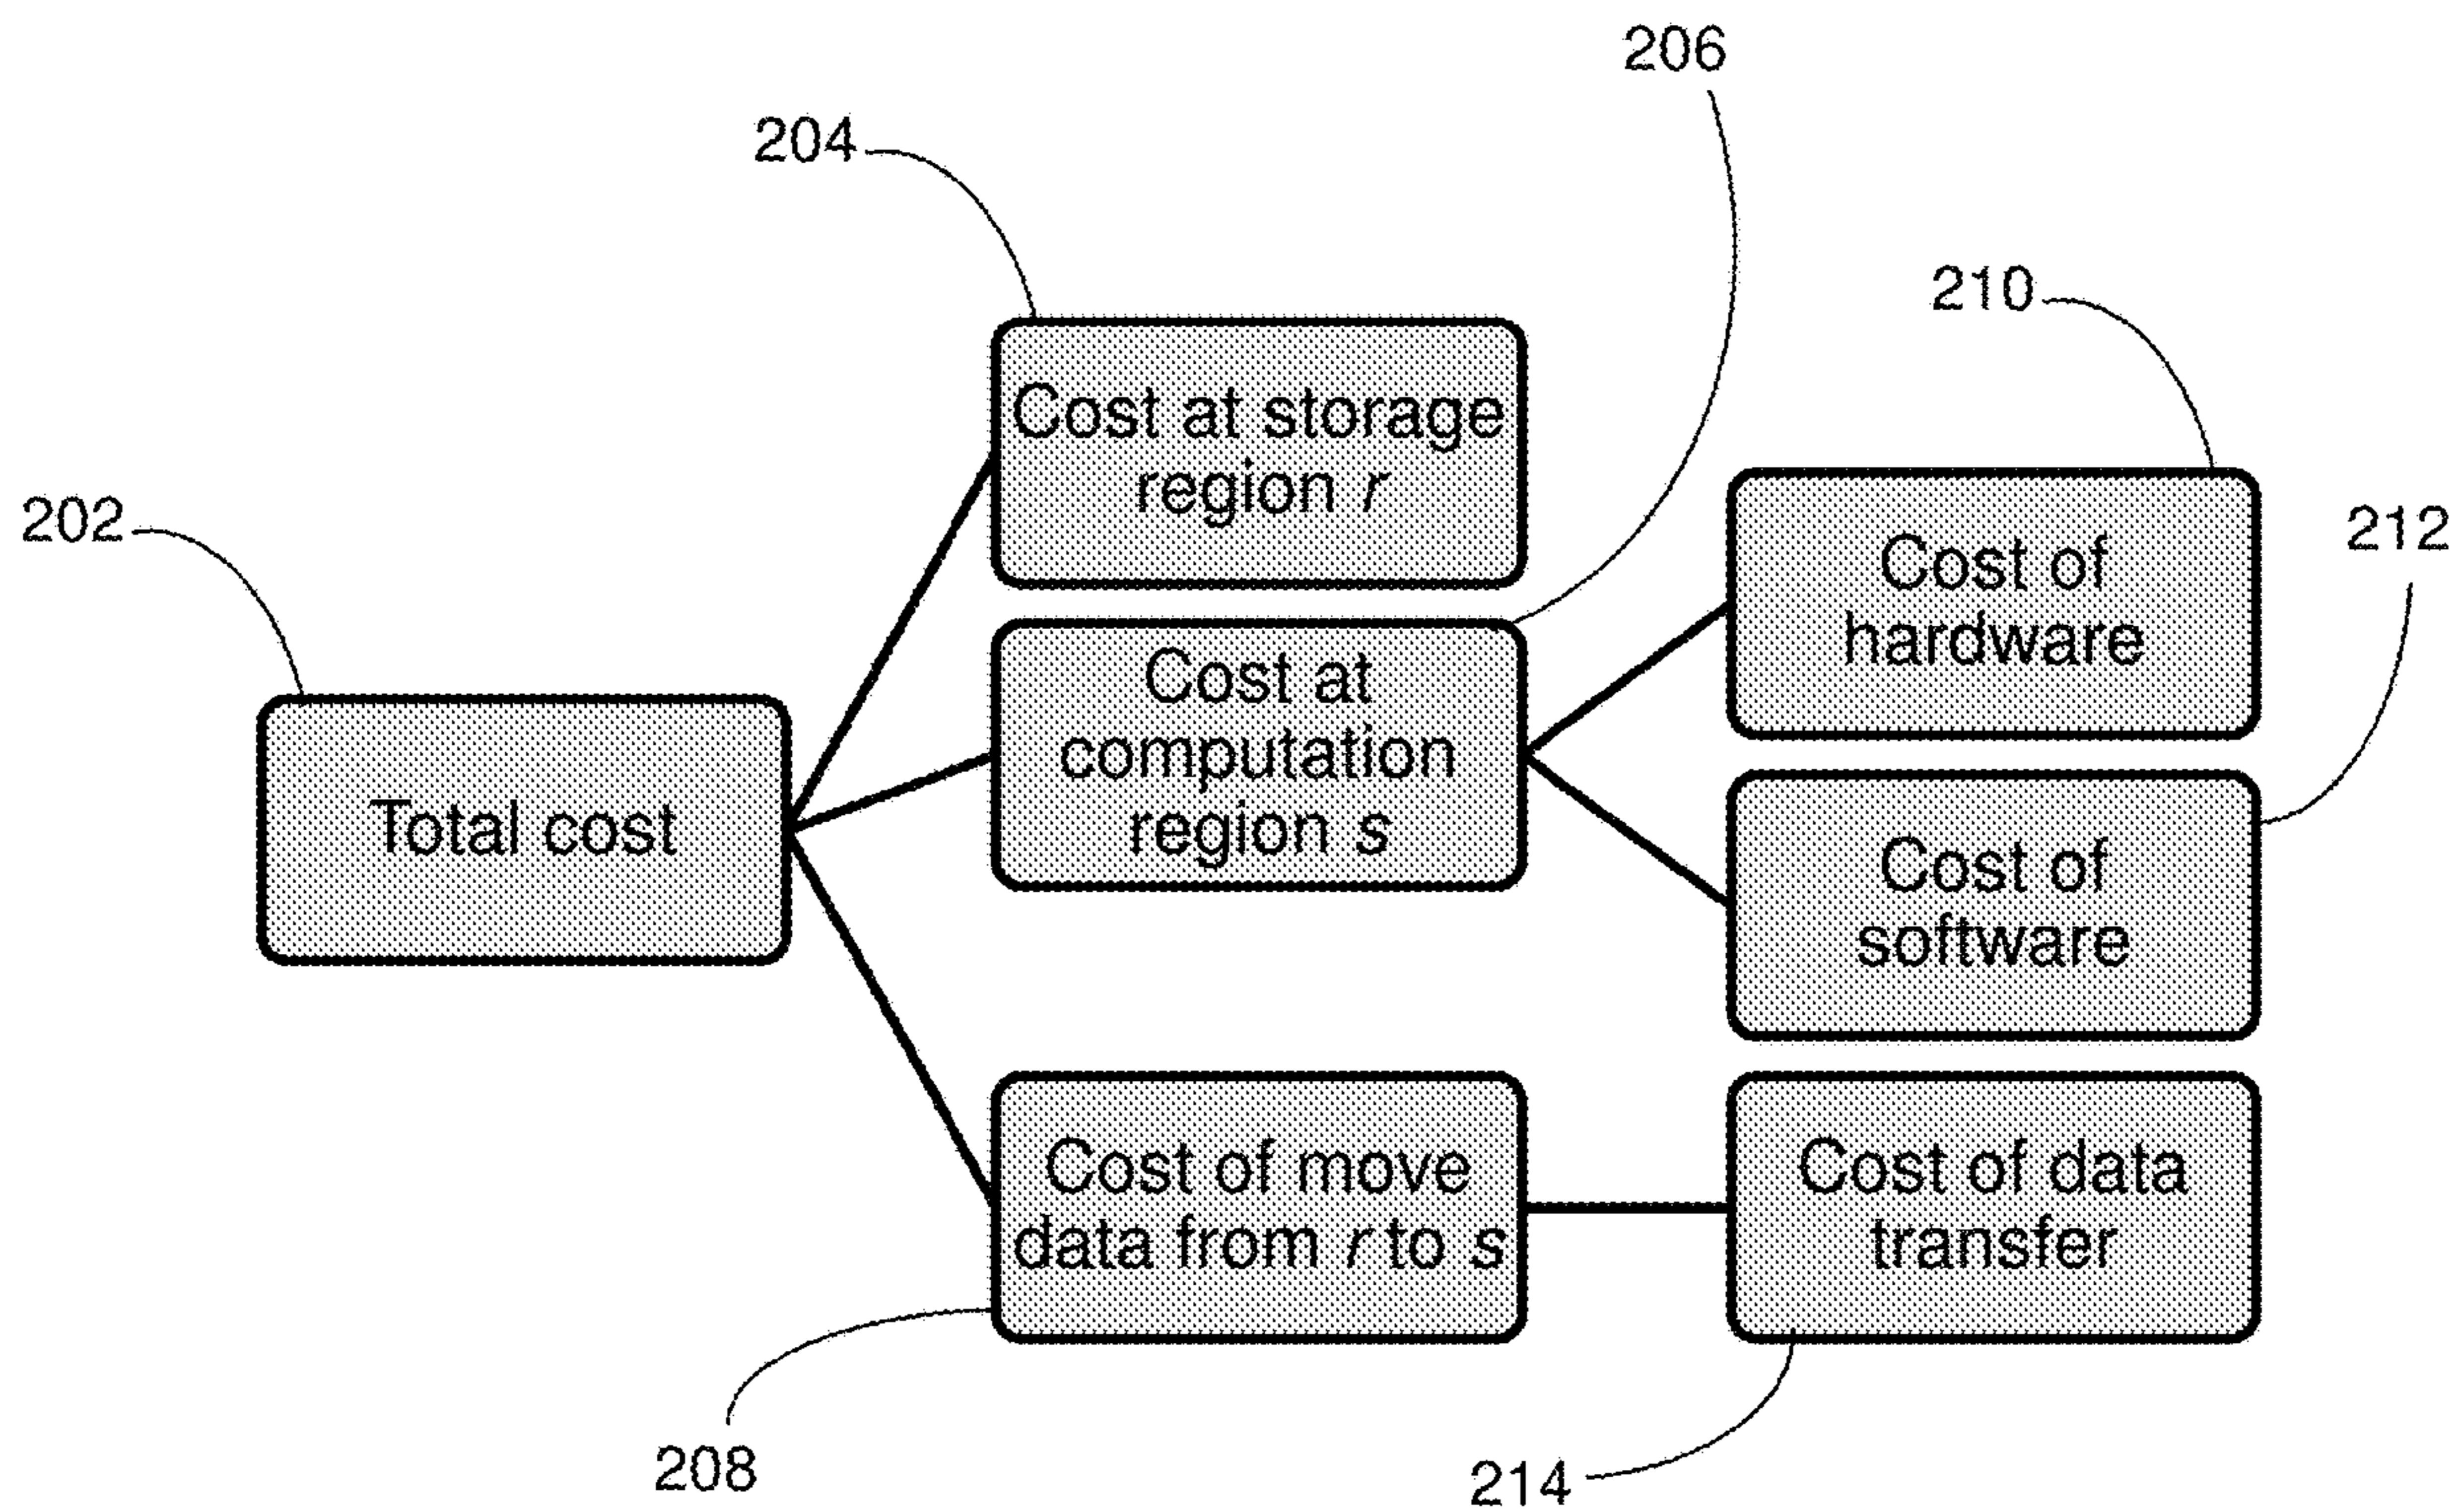 206
204
210
Cost at storage
region r
202
212
Cost of
hardware
Cost at
computation
region s
Total cost
Cost of
software
Cost of move
data from r to s
Cost of data
transfer
208
214